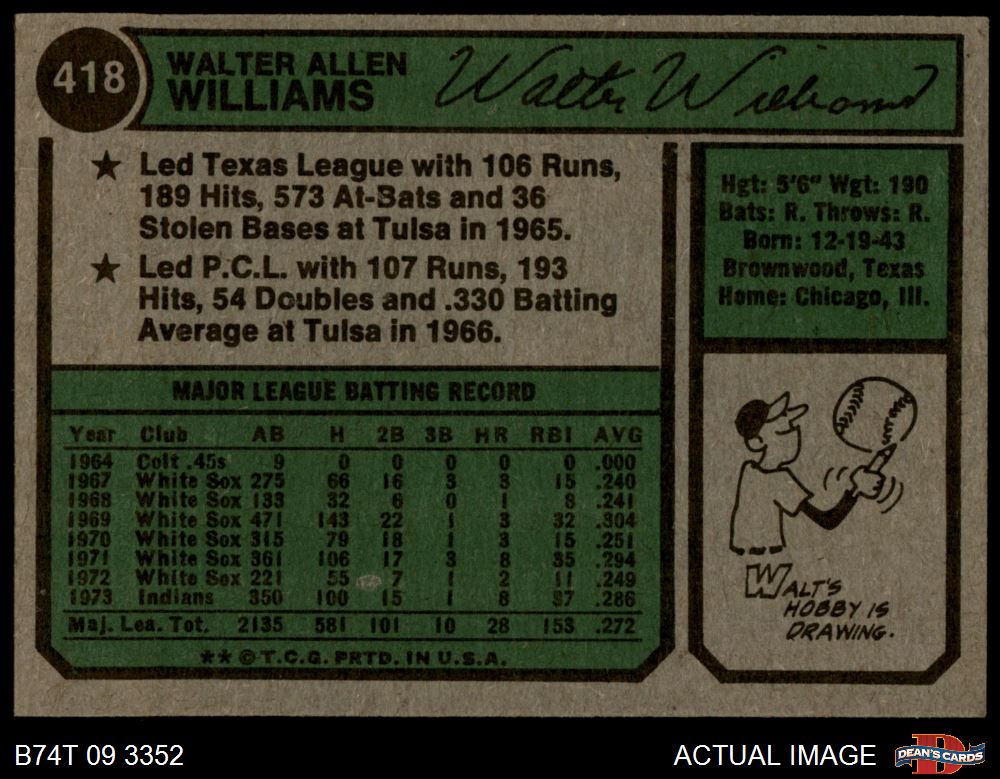 418
WALTER ALLEN
WILLIAMS
Walter Williams
★ Led Texas League with 106 Runs,
189 Hits, 573 At-Bats and 36
Stolen Bases at Tulsa in 1965.
★ Led P.C.L. with 107 Runs, 193
Hits, 54 Doubles and .330 Batting
Average at Tulsa in 1966.
Hgt: 5'6" Wgt: 190
Bats: R. Throws: R.
Born: 12-19-43
Brownwood, Texas
Home: Chicago, Ill.
MAJOR LEAGUE BATTING RECORD
Year Club AB H 2B 3B HR RBI AVG
1964 Colt .45s 9 0 0 0 0 0 .000
1967 White Sox 275 66 16 3 3 15 .240
1968 White Sox 133 32 6 0 1 8 .241
1969 White Sox 471 143 22 1 3 32 .304
1970 White Sox 315 79 18 1 3 15 .251
1971 White Sox 361 106 17 3 8 35 .294
1972 White Sox 221 55 7 1 2 11 .249
1973 Indians 350 100 15 1 8 37 .286
Maj. Lea. Tot. 2135 581 101 10 28 153 .272
** © T.C.G. PRTD. IN U.S.A.
WALT'S
HOBBY IS
DRAWING.
B74T 09 3352
ACTUAL IMAGE
D
DEAN'S CARDS